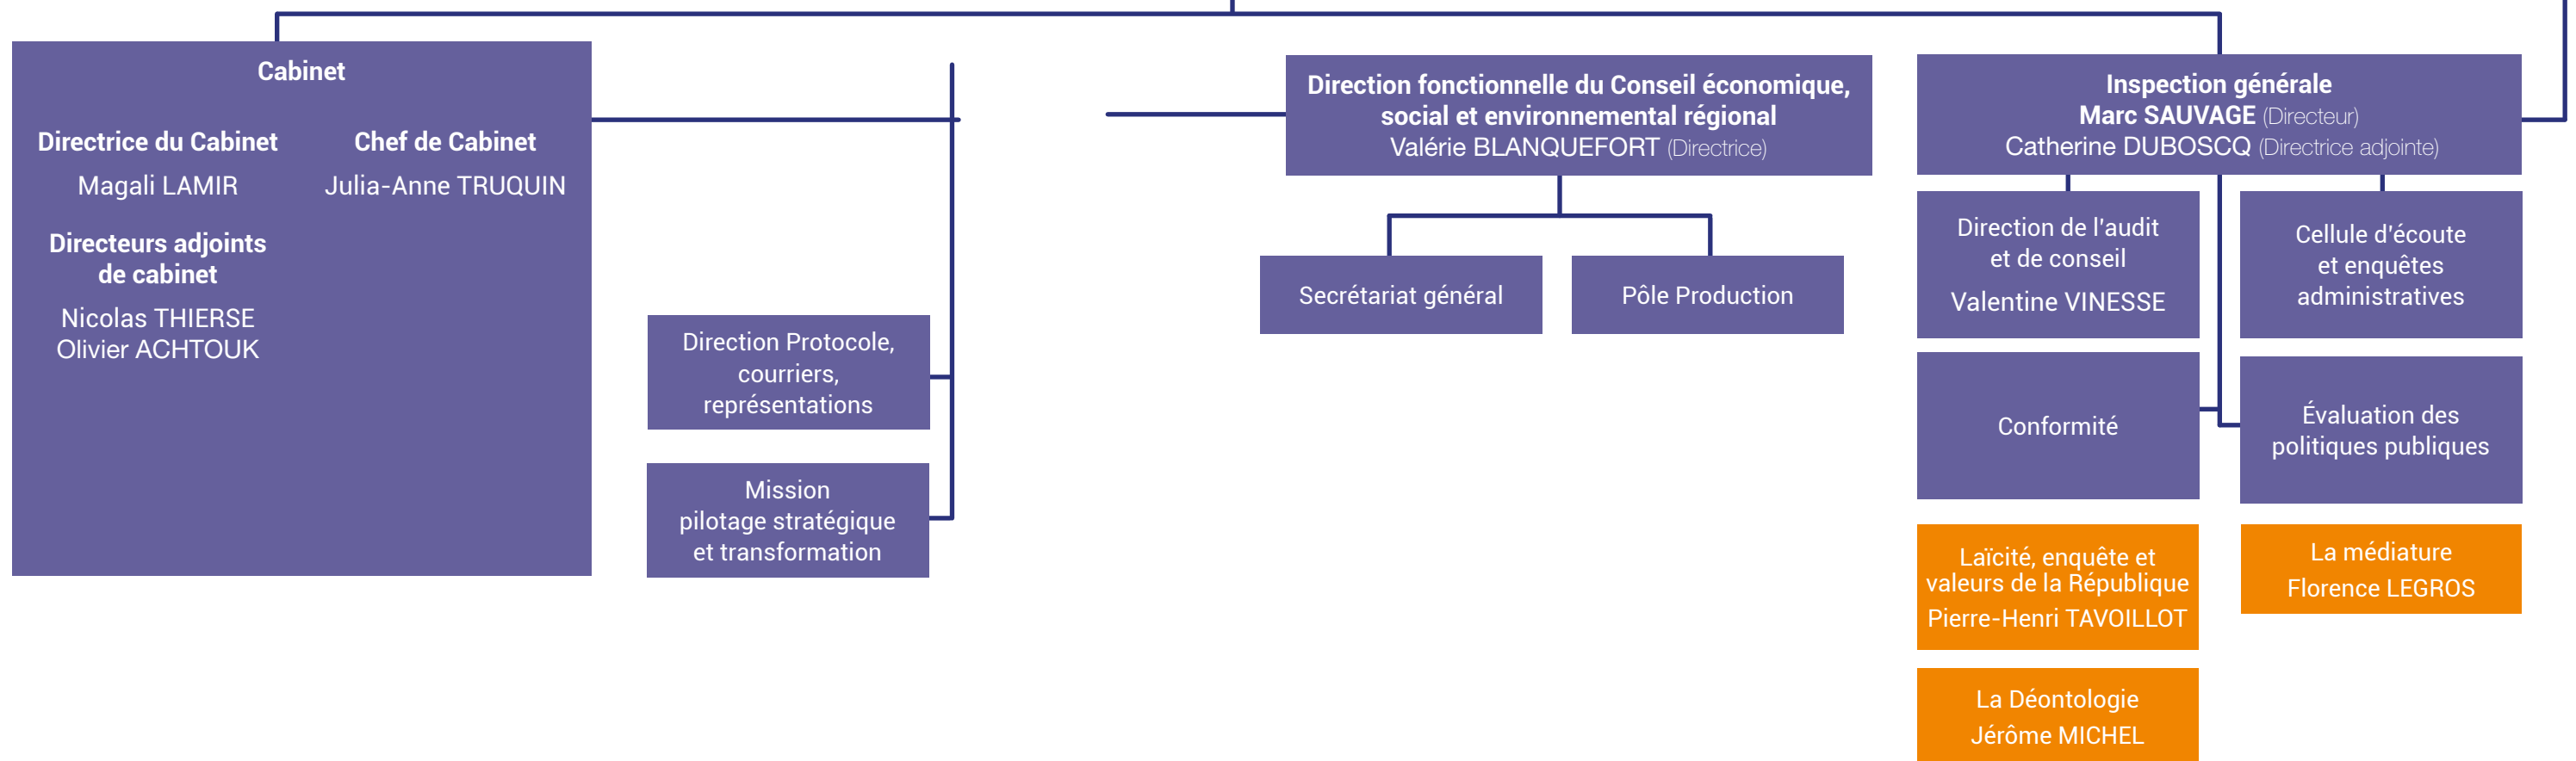 Cabinet
Directrice du Cabinet
Magali LAMIR
Chef de Cabinet
Julia-Anne TRUQUIN
Directeurs adjoints
de cabinet
Nicolas THIERSE
Olivier ACHTOUK
Direction Protocole,
courriers,
représentations
Mission
pilotage stratégique
et transformation
Direction fonctionnelle du Conseil économique,
social et environnemental régional
Valérie BLANQUEFORT (Directrice)
Secrétariat général
Pôle Production
Inspection générale
Marc SAUVAGE (Directeur)
Catherine DUBOSCQ (Directrice adjointe)
Direction de l'audit
et de conseil
Valentine VINESSE
Cellule d'écoute
et enquêtes
administratives
Conformité
Évaluation des
politiques publiques
Laïcité, enquête et
valeurs de la République
Pierre-Henri TAVOILLOT
La médiature
Florence LEGROS
La Déontologie
Jérôme MICHEL